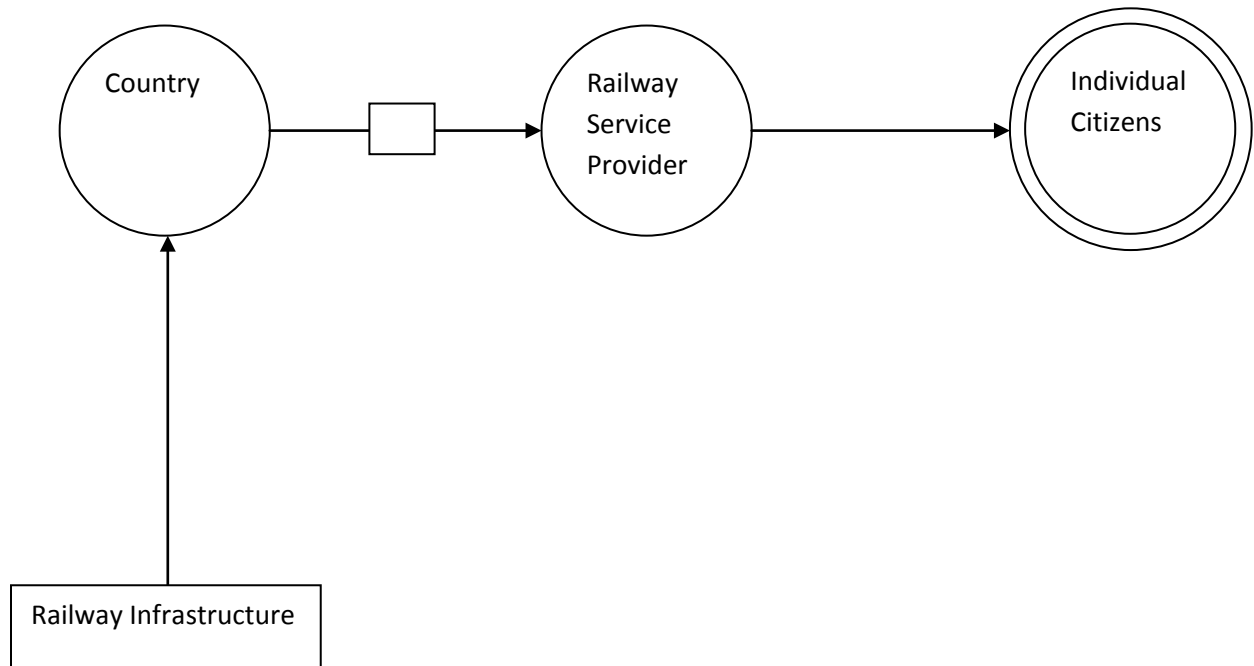 Country
Railway
Service
Provider
Individual
Citizens
Railway Infrastructure